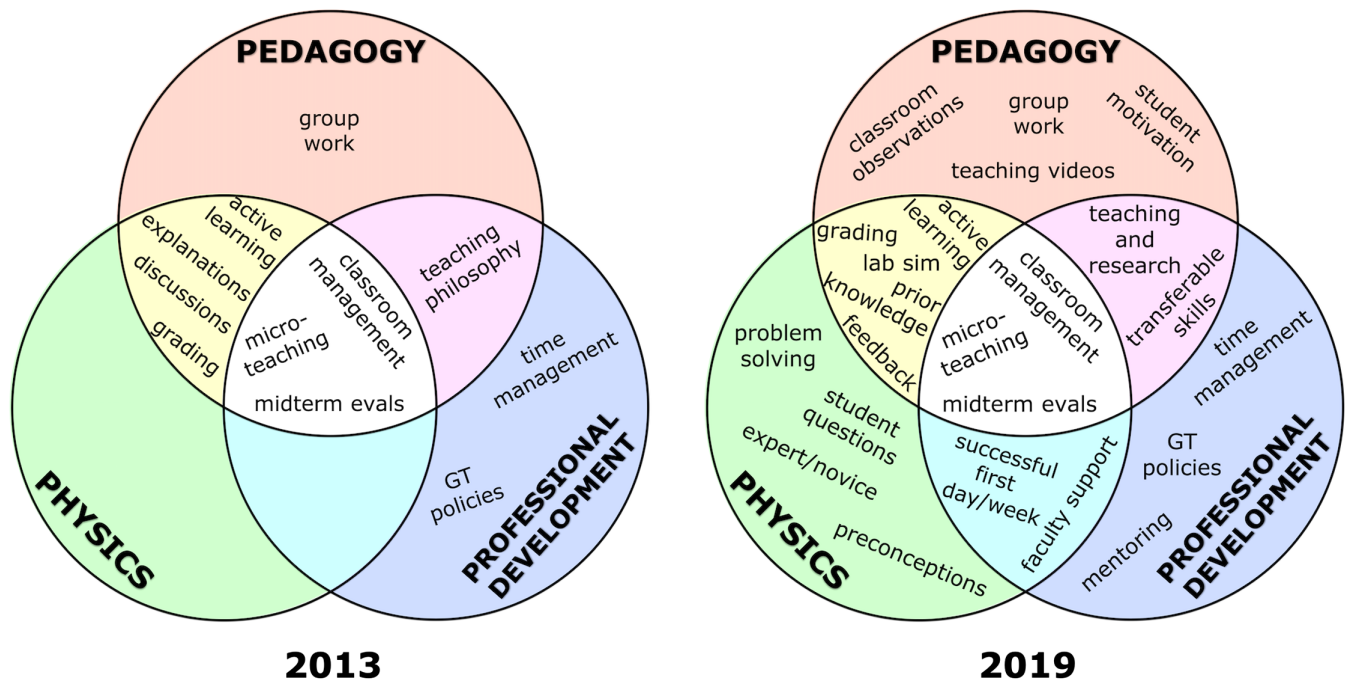 PEDAGOGY
group
work
active
learning
explanations
discussions
grading
classroom
management
micro-
teaching
midterm evals
teaching
philosophy
time
management
GT
policies
PHYSICS
PROFESSIONAL
DEVELOPMENT
2013
PEDAGOGY
classroom
observations
group
work
student
motivation
teaching videos
active
learning
grading
lab sim
prior
knowledge
feedback
classroom
management
micro-
teaching
midterm evals
teaching
and
research
transferable
skills
time
management
problem
solving
student
questions
expert/novice
preconceptions
successful
first
day/week
faculty support
GT
policies
mentoring
PHYSICS
PROFESSIONAL
DEVELOPMENT
2019